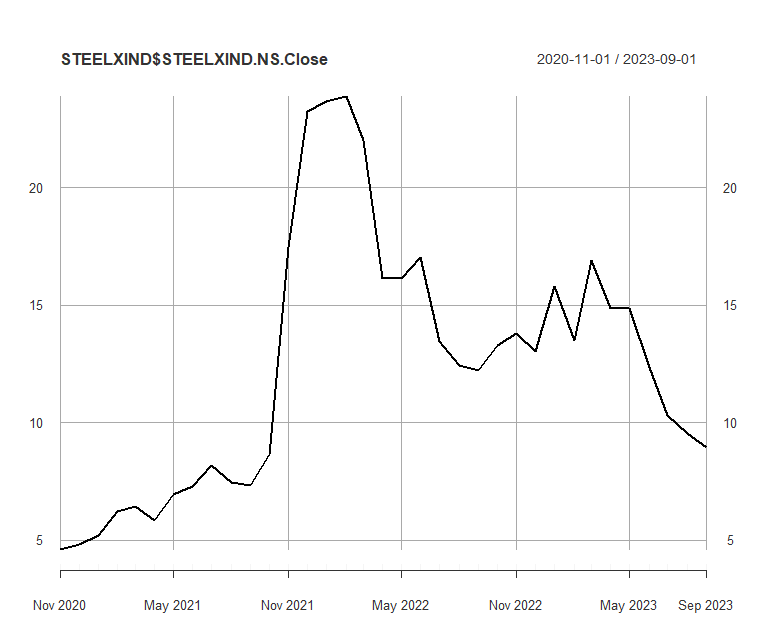 STEELXIND$STEELXIND.NS.Close 2020-11-01 / 2023-09-01
20 20
15 15
10 10
5 5
Nov 2020 May 2021 Nov 2021 May 2022 Nov 2022 May 2023 Sep 2023